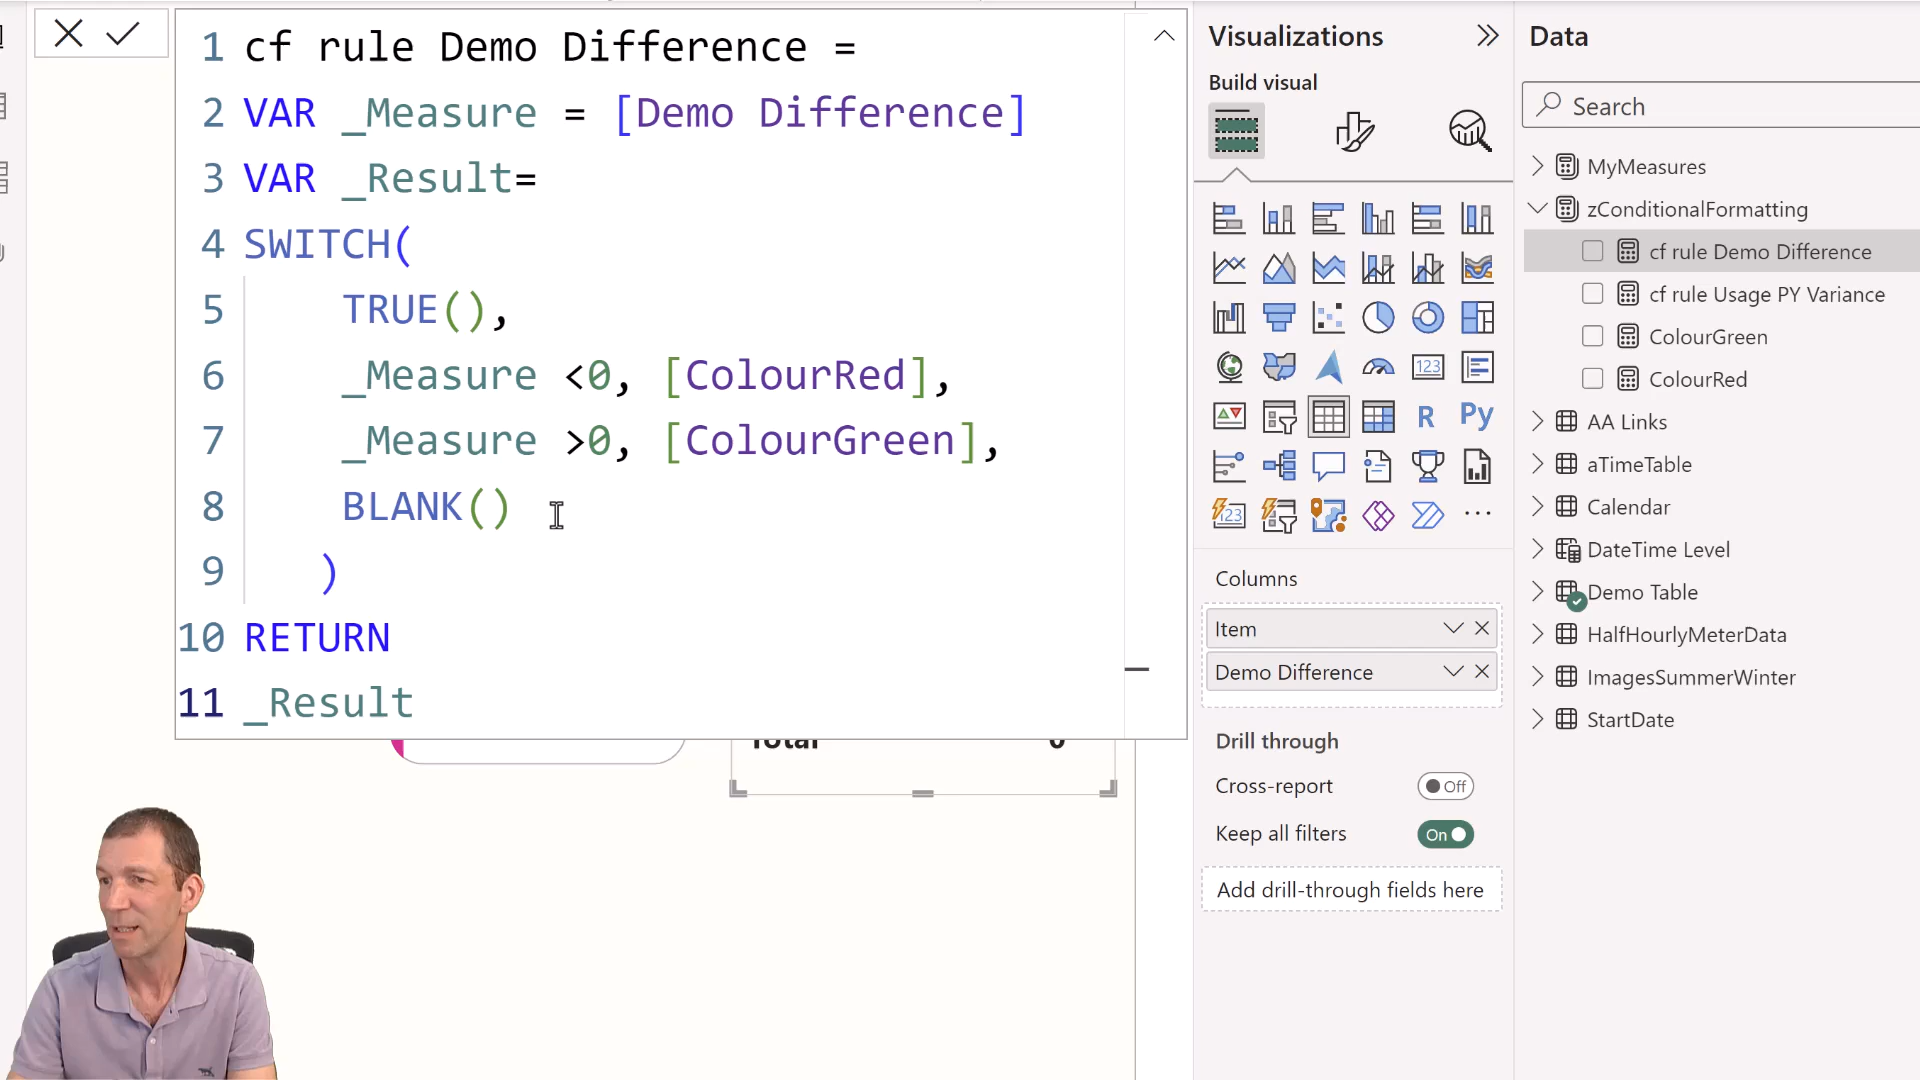 1 cf rule Demo Difference =
2 VAR _Measure = [Demo Difference]
3 VAR _Result=
4 SWITCH(
5 TRUE(),
6 _Measure <0, [ColourRed],
7 _Measure >0, [ColourGreen],
8 BLANK()
9 )
10 RETURN
11 _Result
Total 0
Visualizations
Build visual
123
R
Py
123
Columns
Item
Demo Difference
Drill through
Cross-report
Off
Keep all filters
On
Add drill-through fields here
Data
Search
MyMeasures
zConditionalFormatting
cf rule Demo Difference
cf rule Usage PY Variance
ColourGreen
ColourRed
AA Links
aTimeTable
Calendar
DateTime Level
Demo Table
HalfHourlyMeterData
ImagesSummerWinter
StartDate